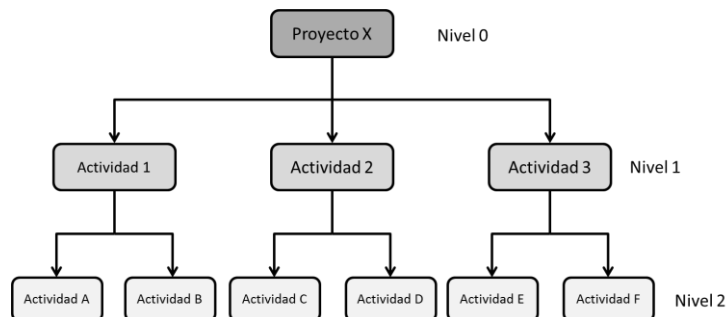 Proyecto X
Nivel 0
Actividad 1
Actividad 2
Actividad 3
Nivel 1
Actividad A
Actividad B
Actividad C
Actividad D
Actividad E
Actividad F
Nivel 2